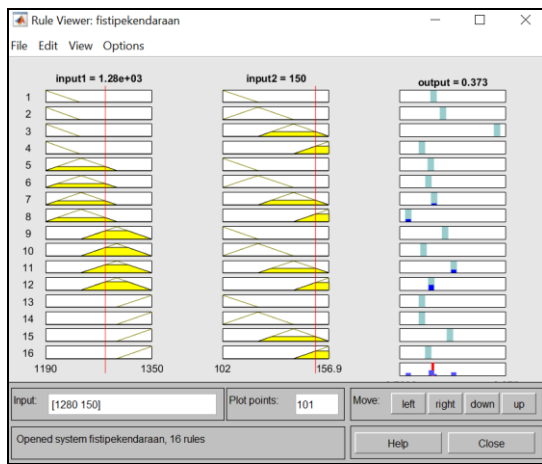 Rule Viewer: fistipekendaraan
File Edit View Options
input1 = 1.28e+03 input2 = 150 output = 0.373
1
2
3
4
5
6
7
8
9
10
11
12
13
14
15
16
1190 1350 102 156.9
Input: [1280 150] Plot points: 101 Move: left right down up
Opened system fistipekendaraan, 16 rules Help Close